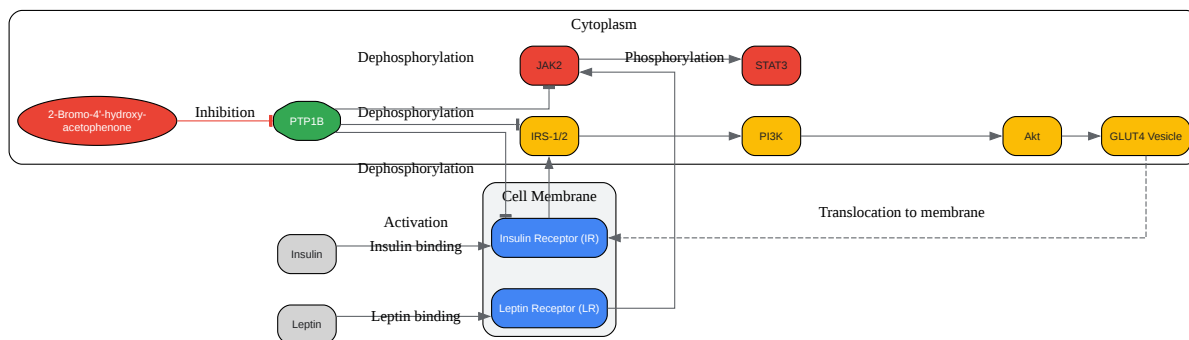 Cytoplasm
Dephosphorylation
JAK2
Phosphorylation
STAT3
2-Bromo-4'-hydroxy-
acetophenone
Inhibition
PTP1B
Dephosphorylation
IRS-1/2
PI3K
Akt
GLUT4 Vesicle
Dephosphorylation
Cell Membrane
Activation
Translocation to membrane
Insulin
Insulin binding
Insulin Receptor (IR)
Leptin
Leptin binding
Leptin Receptor (LR)